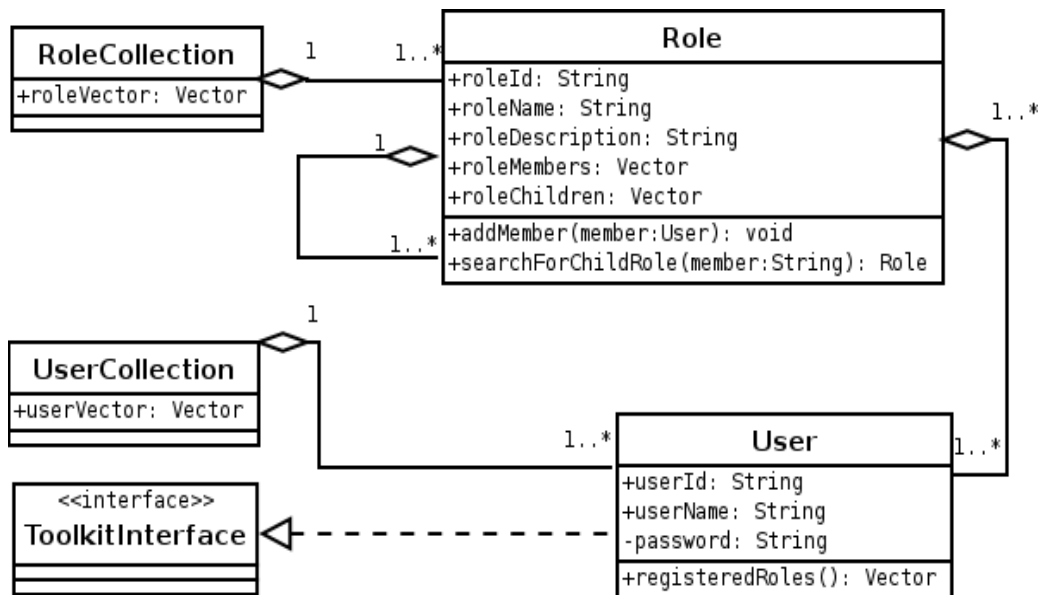 RoleCollection
+roleVector: Vector
1
1..*
Role
+roleId: String
+roleName: String
+roleDescription: String
+roleMembers: Vector
+roleChildren: Vector
+addMember(member:User): void
+searchForChildRole(member:String): Role
1
1..*
1..*
1..*
UserCollection
+userVector: Vector
1
1..*
User
+userId: String
+userName: String
-password: String
+registeredRoles(): Vector
<<interface>>
ToolkitInterface